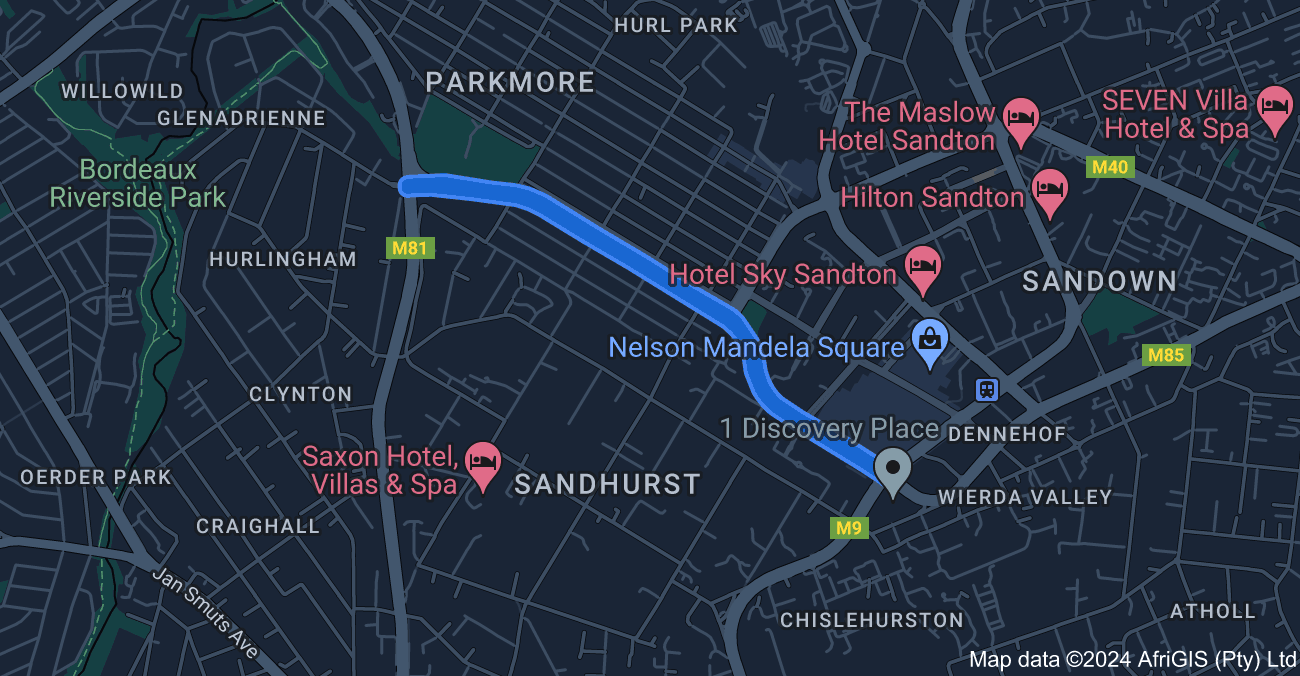 HURL PARK
PARKMORE
WILLOWILD
GLENADRIENNE
The Maslow
Hotel Sandton
SEVEN Villa
Hotel & Spa
M40
Bordeaux
Riverside Park
Hilton Sandton
M81
HURLINGHAM
Hotel Sky Sandton
SANDOWN
Nelson Mandela Square
M85
CLYNTON
1 Discovery Place
DENNEHOF
Saxon Hotel,
Villas & Spa
OERDER PARK
SANDHURST
WIERDA VALLEY
CRAIGHALL
M9
Jan Smuts Ave
CHISLEHURSTON
ATHOLL
Map data ©2024 AfriGIS (Pty) Ltd